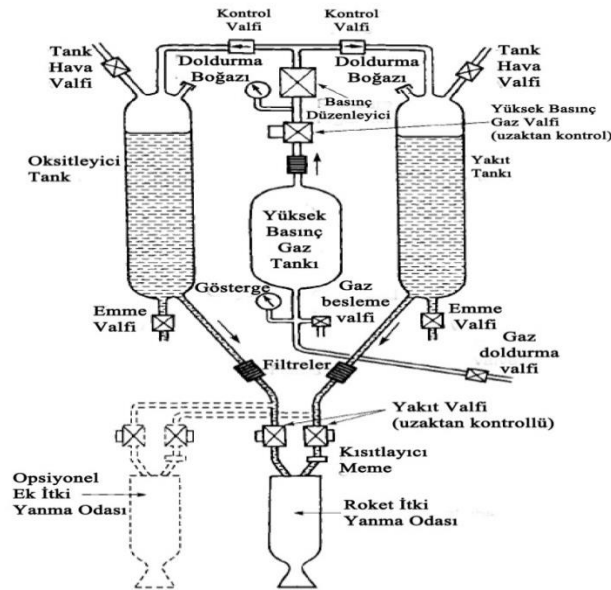 Kontrol
Valfi
Kontrol
Valfi
Tank
Hava
Valfi
Doldurma
Boğazı
Doldurma
Boğazı
Tank
Hava
Valfi
Basınç
Düzenleyici
Yüksek Basınç
Gaz Valfi
(uzaktan kontrol)
Oksitleyici
Tank
Yakıt
Tankı
Yüksek
Basınç
Gaz
Tankı
Gösterge
Gaz
besleme
valfi
Emme
Valfi
Emme
Valfi
Gaz
doldurma
valfi
Filtreler
Yakıt Valfi
(uzaktan kontrollü)
Kısıtlayıcı
Meme
Opsiyonel
Ek İtki
Yanma Odası
Roket İtki
Yanma Odası